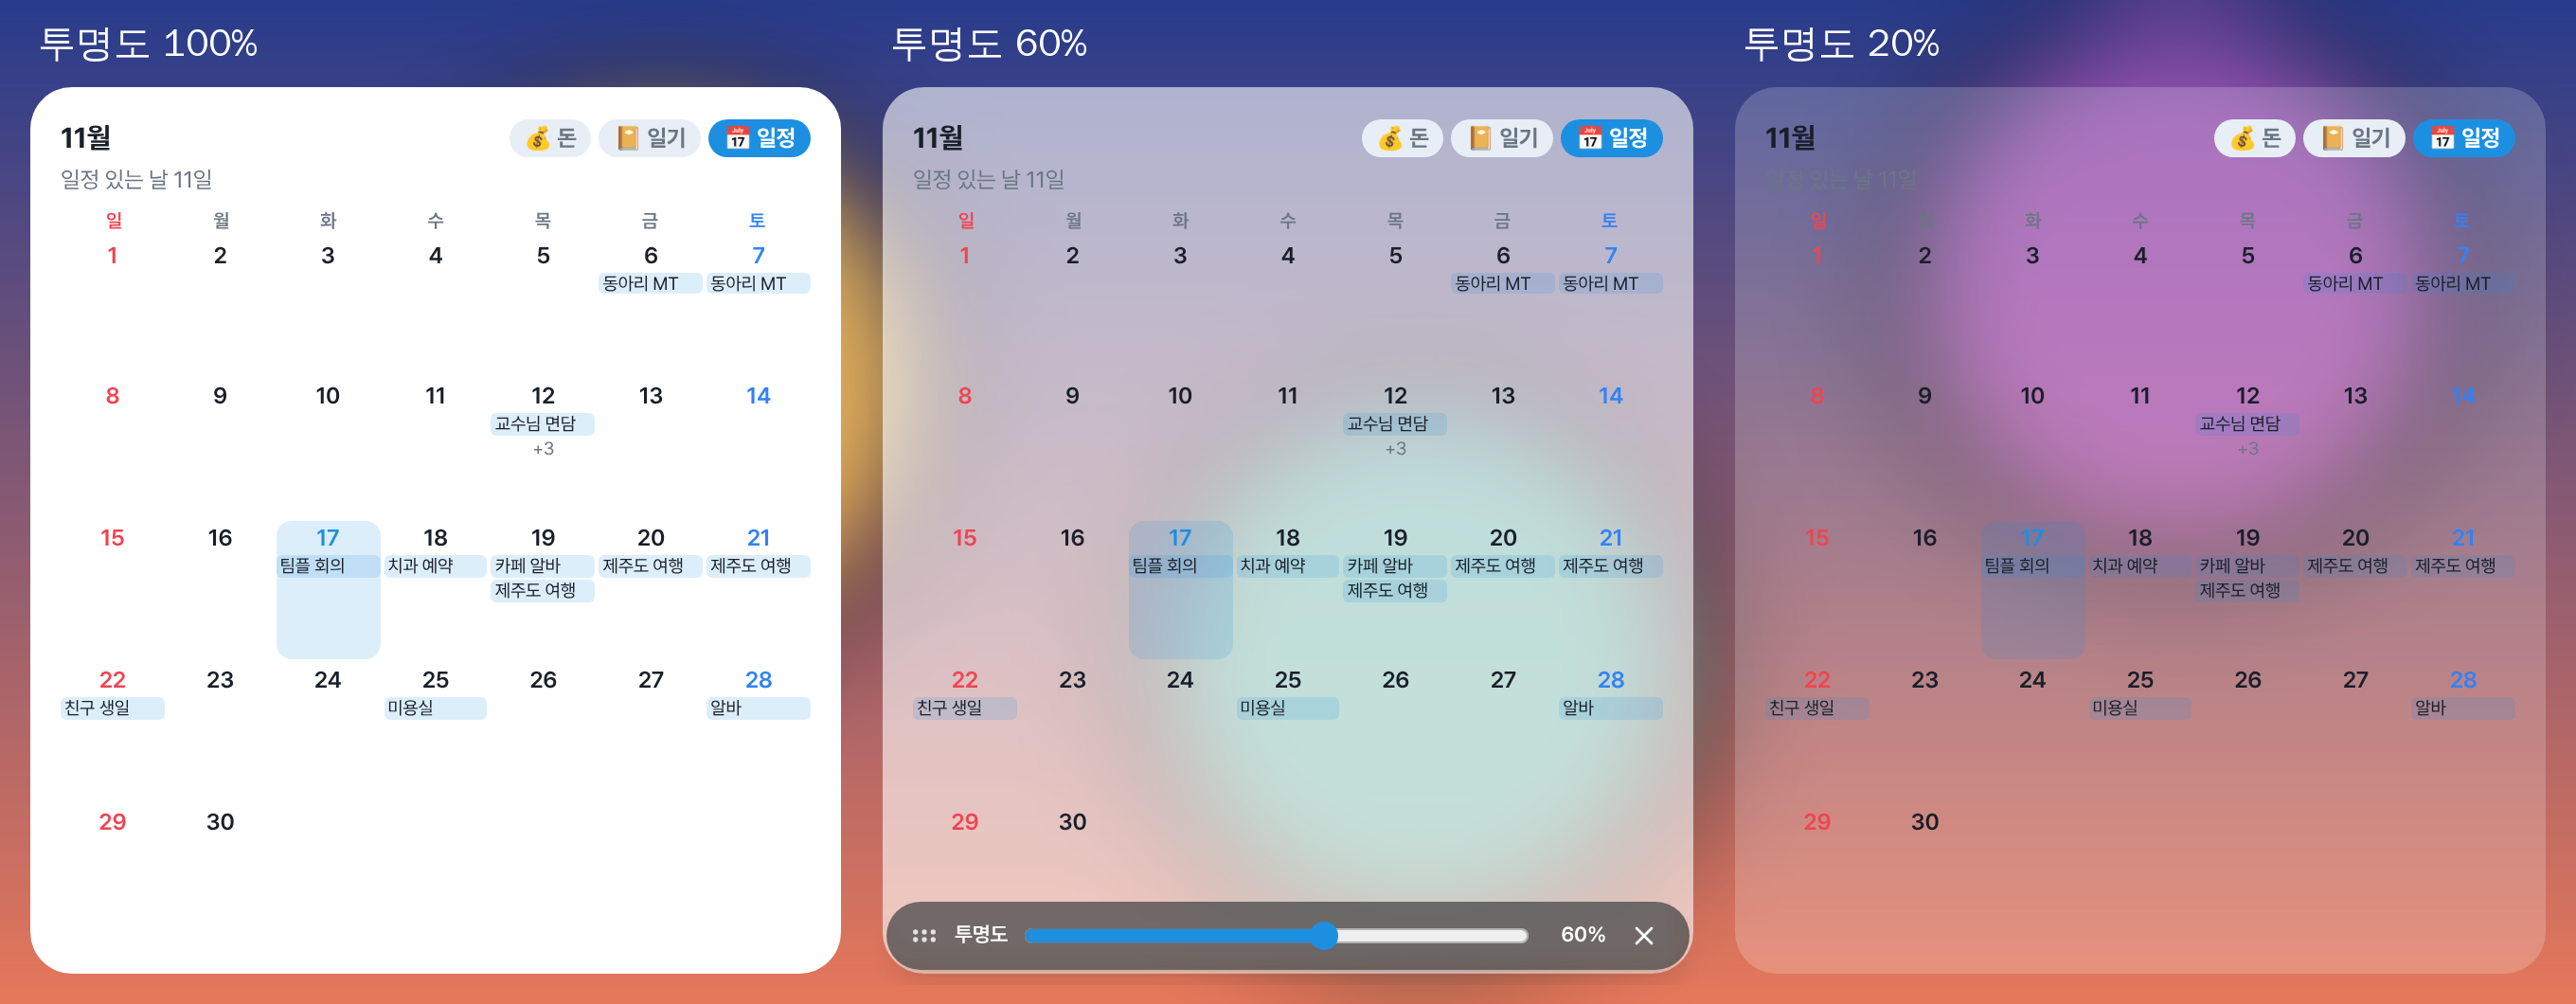 투명도 100%
11월
💰 돈
📔 일기
📅 일정
일정 있는 날 11일
일 월 화 수 목 금 토
1 2 3 4 5 6 7
동아리 MT 동아리 MT
8 9 10 11 12 13 14
교수님 면담
+3
15 16 17 18 19 20 21
팀플 회의 치과 예약 카페 알바 제주도 여행 제주도 여행
제주도 여행
22 23 24 25 26 27 28
친구 생일 미용실 알바
29 30
투명도 60%
11월
💰 돈
📔 일기
📅 일정
일정 있는 날 11일
일 월 화 수 목 금 토
1 2 3 4 5 6 7
동아리 MT 동아리 MT
8 9 10 11 12 13 14
교수님 면담
+3
15 16 17 18 19 20 21
팀플 회의 치과 예약 카페 알바 제주도 여행 제주도 여행
제주도 여행
22 23 24 25 26 27 28
친구 생일 미용실 알바
29 30
투명도 60%
투명도 20%
11월
💰 돈
📔 일기
📅 일정
일정 있는 날 11일
일 월 화 수 목 금 토
1 2 3 4 5 6 7
동아리 MT 동아리 MT
8 9 10 11 12 13 14
교수님 면담
+3
15 16 17 18 19 20 21
팀플 회의 치과 예약 카페 알바 제주도 여행 제주도 여행
제주도 여행
22 23 24 25 26 27 28
친구 생일 미용실 알바
29 30